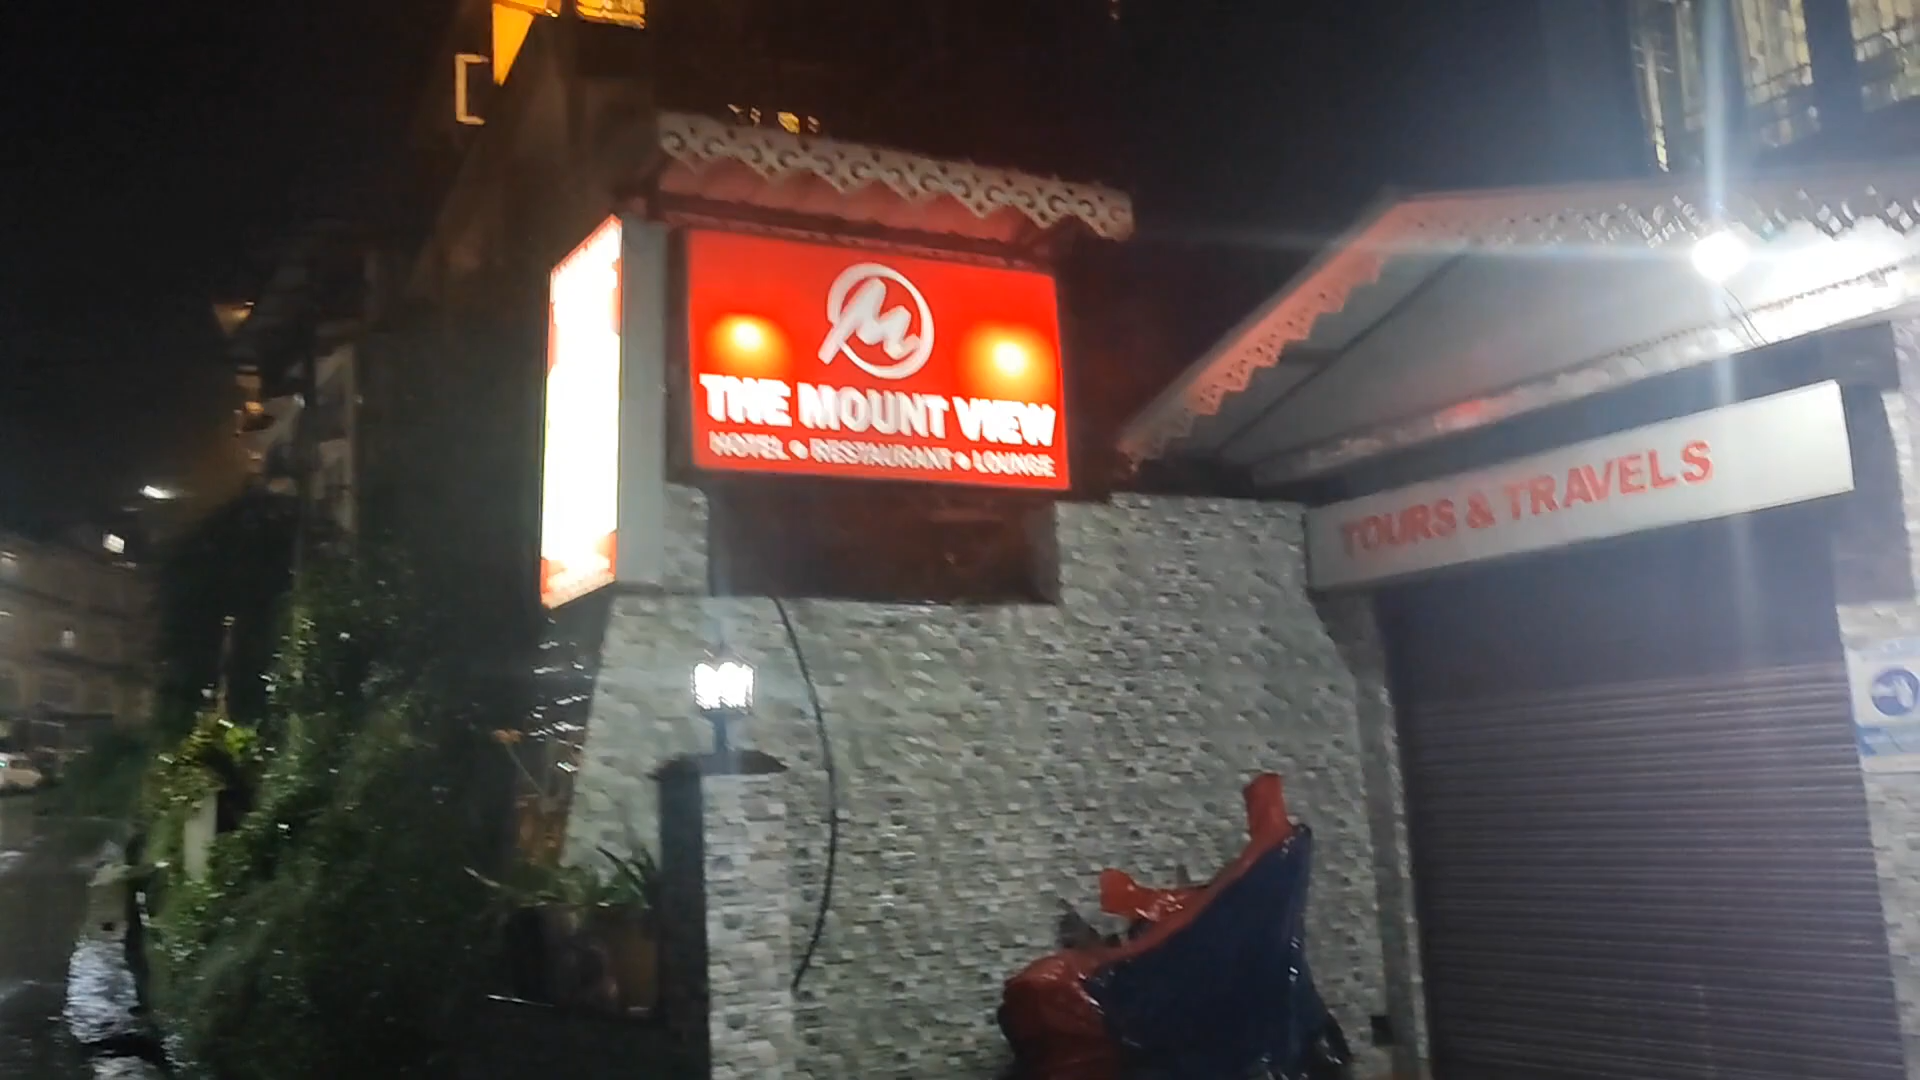 M
THE MOUNT VIEW
HOTEL • RESTAURANT • LOUNGE
TOURS & TRAVELS